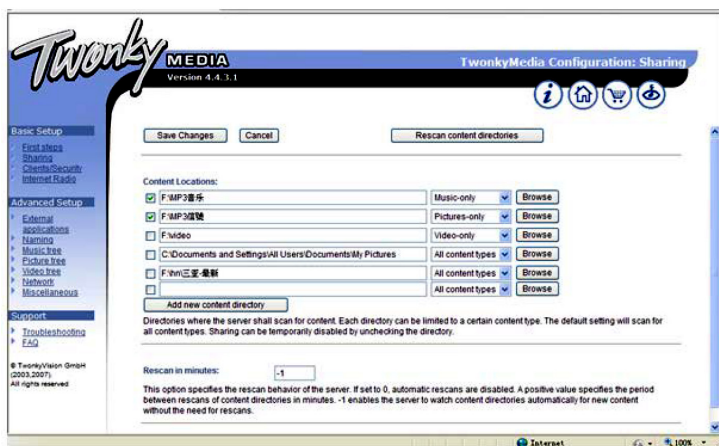 Twonky MEDIA
Version 4.4.3.1
TwonkyMedia Configuration: Sharing
Basic Setup
First steps
Sharing
Clients/Security
Internet Radio
Advanced Setup
External
applications
Naming
Music tree
Picture tree
Video tree
Network
Miscellaneous
Support
Troubleshooting
FAQ
© TwonkyVision GmbH
(2003,2007).
All rights reserved
Save Changes Cancel Rescan content directories
Content Locations:
F:\MP3音乐 Music-only Browse
F:\MP3信號 Pictures-only Browse
F:\video Video-only Browse
C:\Documents and Settings\All Users\Documents\My Pictures All content types Browse
F:\hn\三亚-最新 All content types Browse
All content types Browse
Add new content directory
Directories where the server shall scan for content. Each directory can be limited to a certain content type. The default setting will scan for
all content types. Sharing can be temporarily disabled by unchecking the directory.
Rescan in minutes: -1
This option specifies the rescan behavior of the server. If set to 0, automatic rescans are disabled. A positive value specifies the period
between rescans of content directories in minutes. -1 enables the server to watch content directories automatically for new content
without the need for rescans.
Internet 100%